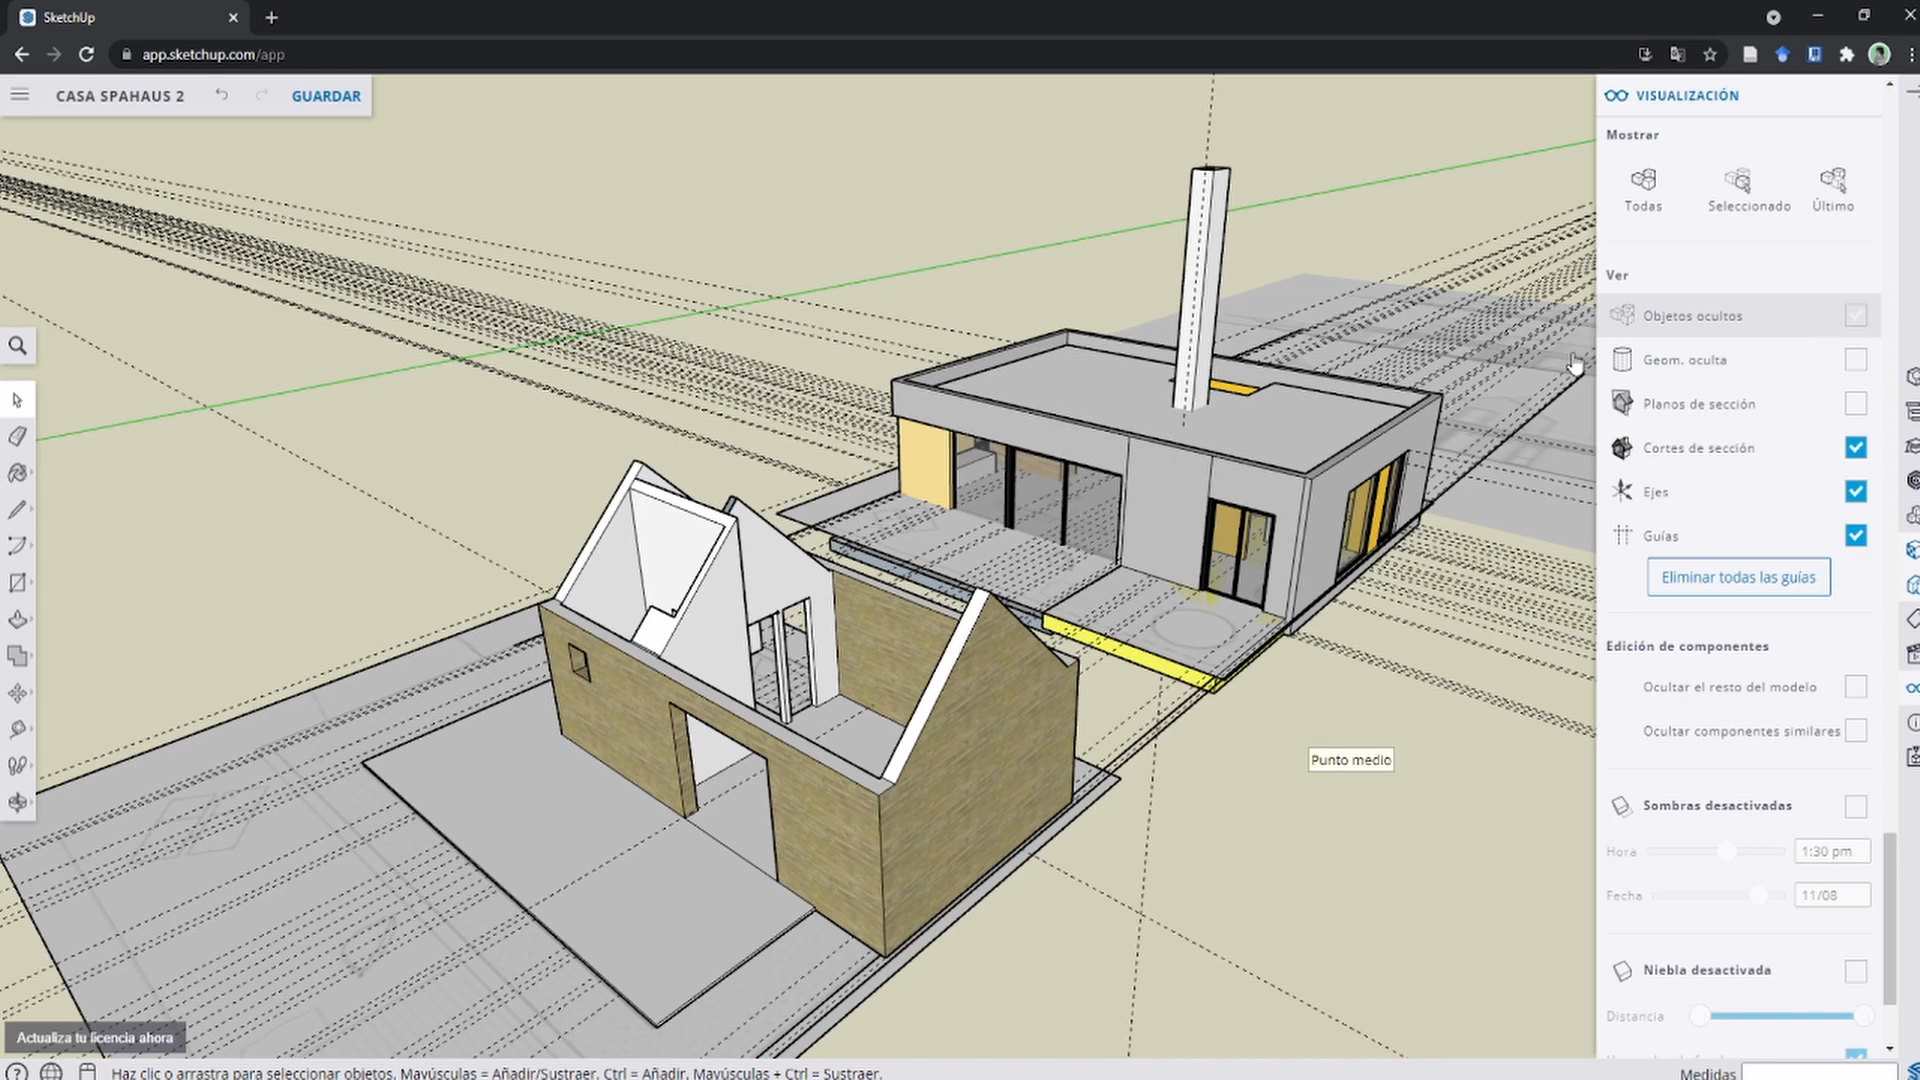 SketchUp
app.sketchup.com/app
CASA SPAHAUS 2
GUARDAR
VISUALIZACIÓN
Mostrar
Todas
Seleccionado
Último
Ver
Objetos ocultos
Geom. oculta
Planos de sección
Cortes de sección
Ejes
Guías
Eliminar todas las guías
Edición de componentes
Ocultar el resto del modelo
Ocultar componentes similares
Punto medio
Sombras desactivadas
Hora
1:30 pm
Fecha
11/08
Niebla desactivada
Distancia
Actualiza tu licencia ahora
Haz clic o arrastra para seleccionar objetos. Mayúsculas = Añadir/Sustraer. Ctrl = Añadir. Mayúsculas + Ctrl = Sustraer.
Medidas